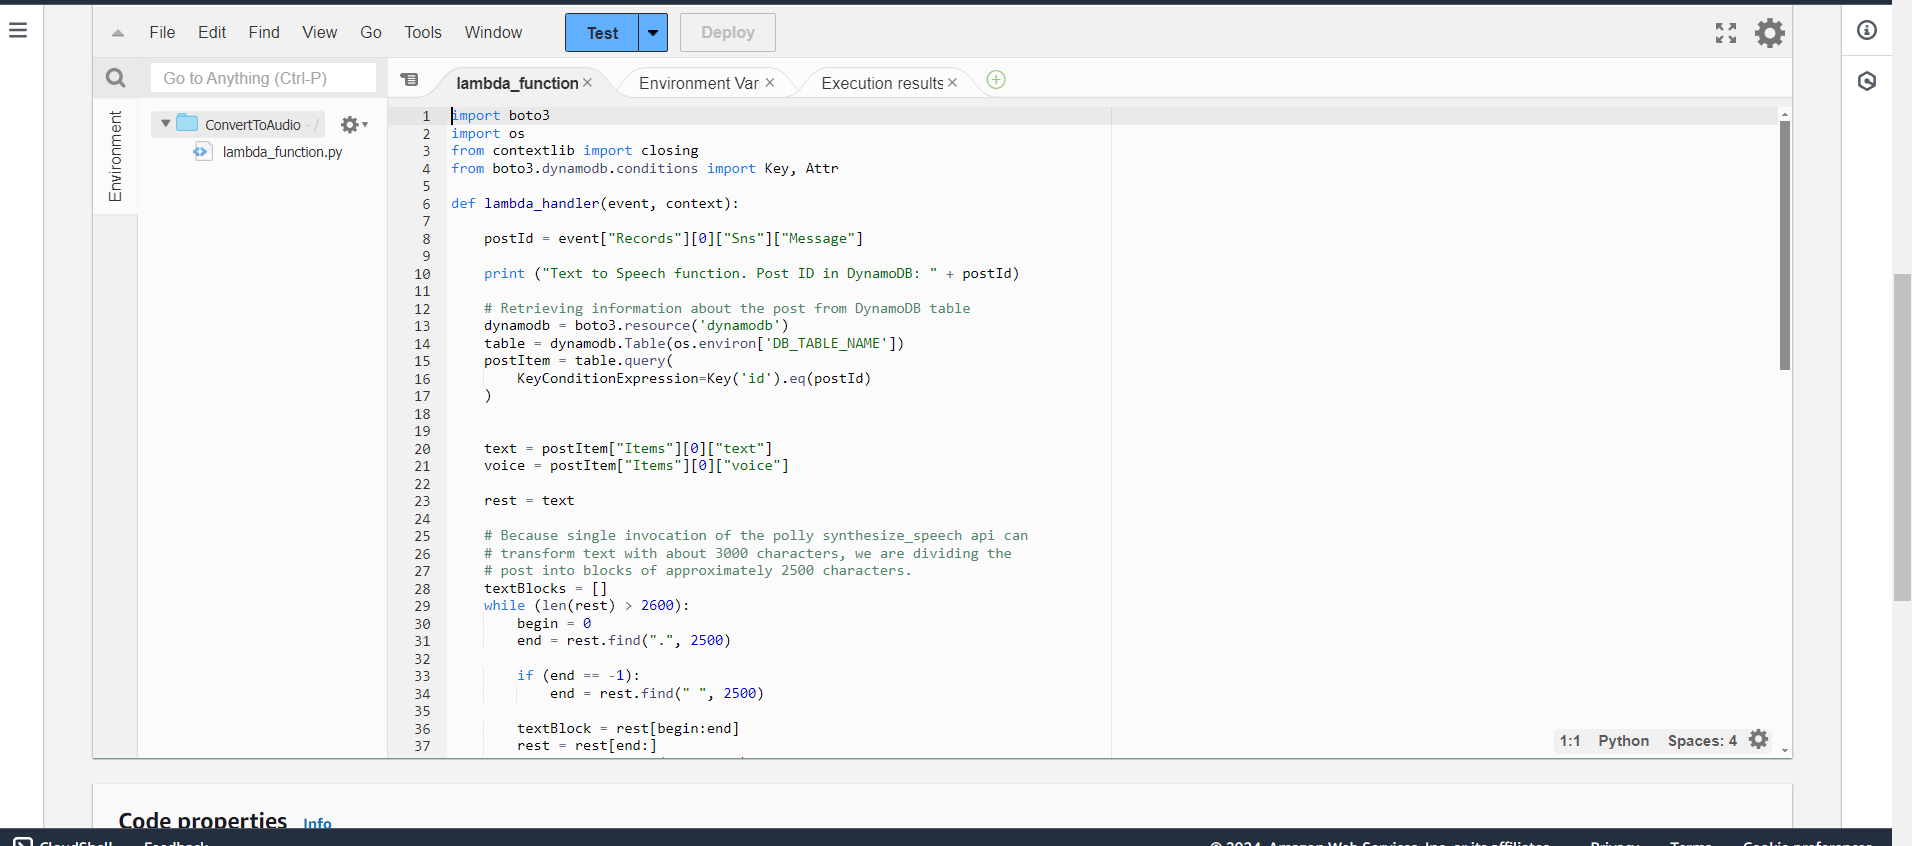 File Edit Find View Go Tools Window Test Deploy
Go to Anything (Ctrl-P)
lambda_function × Environment Var × Execution results ×
Environment
ConvertToAudio - /
lambda_function.py
1 import boto3
2 import os
3 from contextlib import closing
4 from boto3.dynamodb.conditions import Key, Attr
5
6 def lambda_handler(event, context):
7
8     postId = event["Records"][0]["Sns"]["Message"]
9
10     print ("Text to Speech function. Post ID in DynamoDB: " + postId)
11
12     # Retrieving information about the post from DynamoDB table
13     dynamodb = boto3.resource('dynamodb')
14     table = dynamodb.Table(os.environ['DB_TABLE_NAME'])
15     postItem = table.query(
16         KeyConditionExpression=Key('id').eq(postId)
17     )
18
19
20     text = postItem["Items"][0]["text"]
21     voice = postItem["Items"][0]["voice"]
22
23     rest = text
24
25     # Because single invocation of the polly synthesize_speech api can
26     # transform text with about 3000 characters, we are dividing the
27     # post into blocks of approximately 2500 characters.
28     textBlocks = []
29     while (len(rest) > 2600):
30         begin = 0
31         end = rest.find(".", 2500)
32
33         if (end == -1):
34             end = rest.find(" ", 2500)
35
36         textBlock = rest[begin:end]
37         rest = rest[end:]
1:1 Python Spaces: 4
Code properties Info
CloudShell Feedback © 2024, Amazon Web Services, Inc. or its affiliates. Privacy Terms Cookie preferences